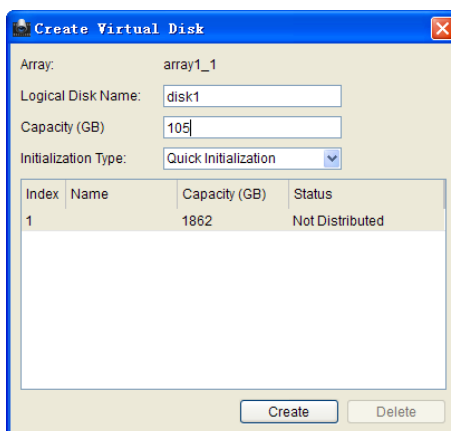 Create Virtual Disk
Array: array1_1
Logical Disk Name: disk1
Capacity (GB) 105
Initialization Type: Quick Initialization
Index Name Capacity (GB) Status
1 1862 Not Distributed
Create Delete